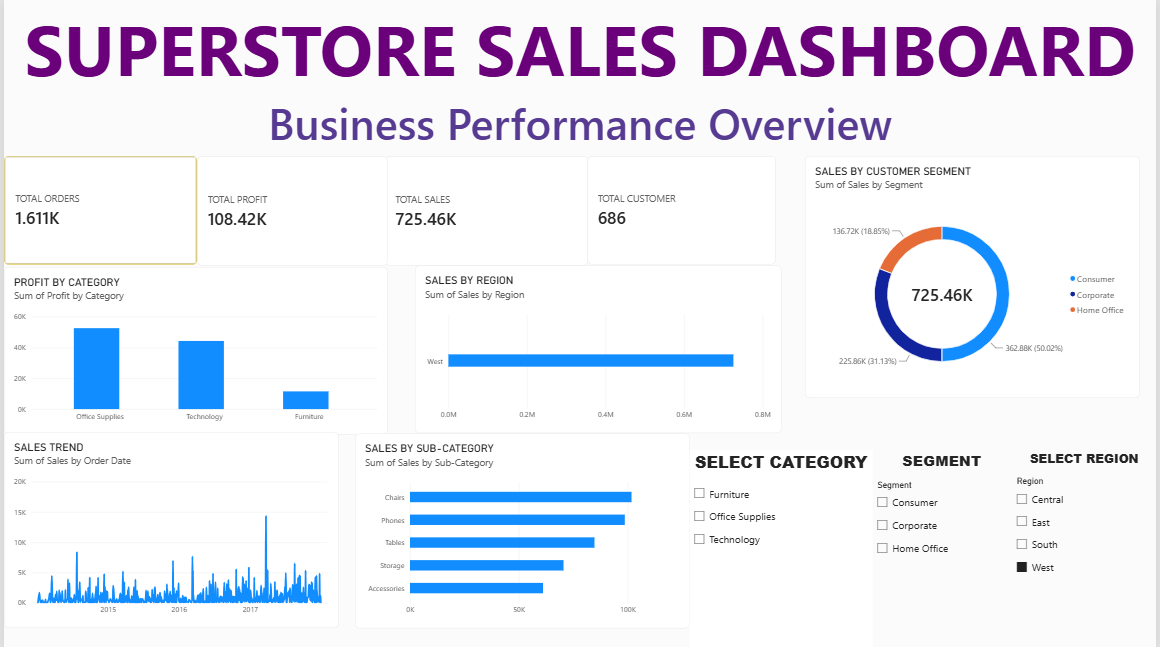 SUPERSTORE SALES DASHBOARD
Business Performance Overview
TOTAL ORDERS
1.611K
TOTAL PROFIT
108.42K
TOTAL SALES
725.46K
TOTAL CUSTOMER
686
SALES BY CUSTOMER SEGMENT
Sum of Sales by Segment
136.72K (18.85%)
725.46K
225.86K (31.13%)
362.88K (50.02%)
Consumer
Corporate
Home Office
PROFIT BY CATEGORY
Sum of Profit by Category
60K
40K
20K
0K
Office Supplies
Technology
Furniture
SALES BY REGION
Sum of Sales by Region
West
0.0M
0.2M
0.4M
0.6M
0.8M
SALES TREND
Sum of Sales by Order Date
20K
15K
10K
5K
0K
2015
2016
2017
SALES BY SUB-CATEGORY
Sum of Sales by Sub-Category
Chairs
Phones
Tables
Storage
Accessories
0K
50K
100K
SELECT CATEGORY
Furniture
Office Supplies
Technology
SEGMENT
Segment
Consumer
Corporate
Home Office
SELECT REGION
Region
Central
East
South
West